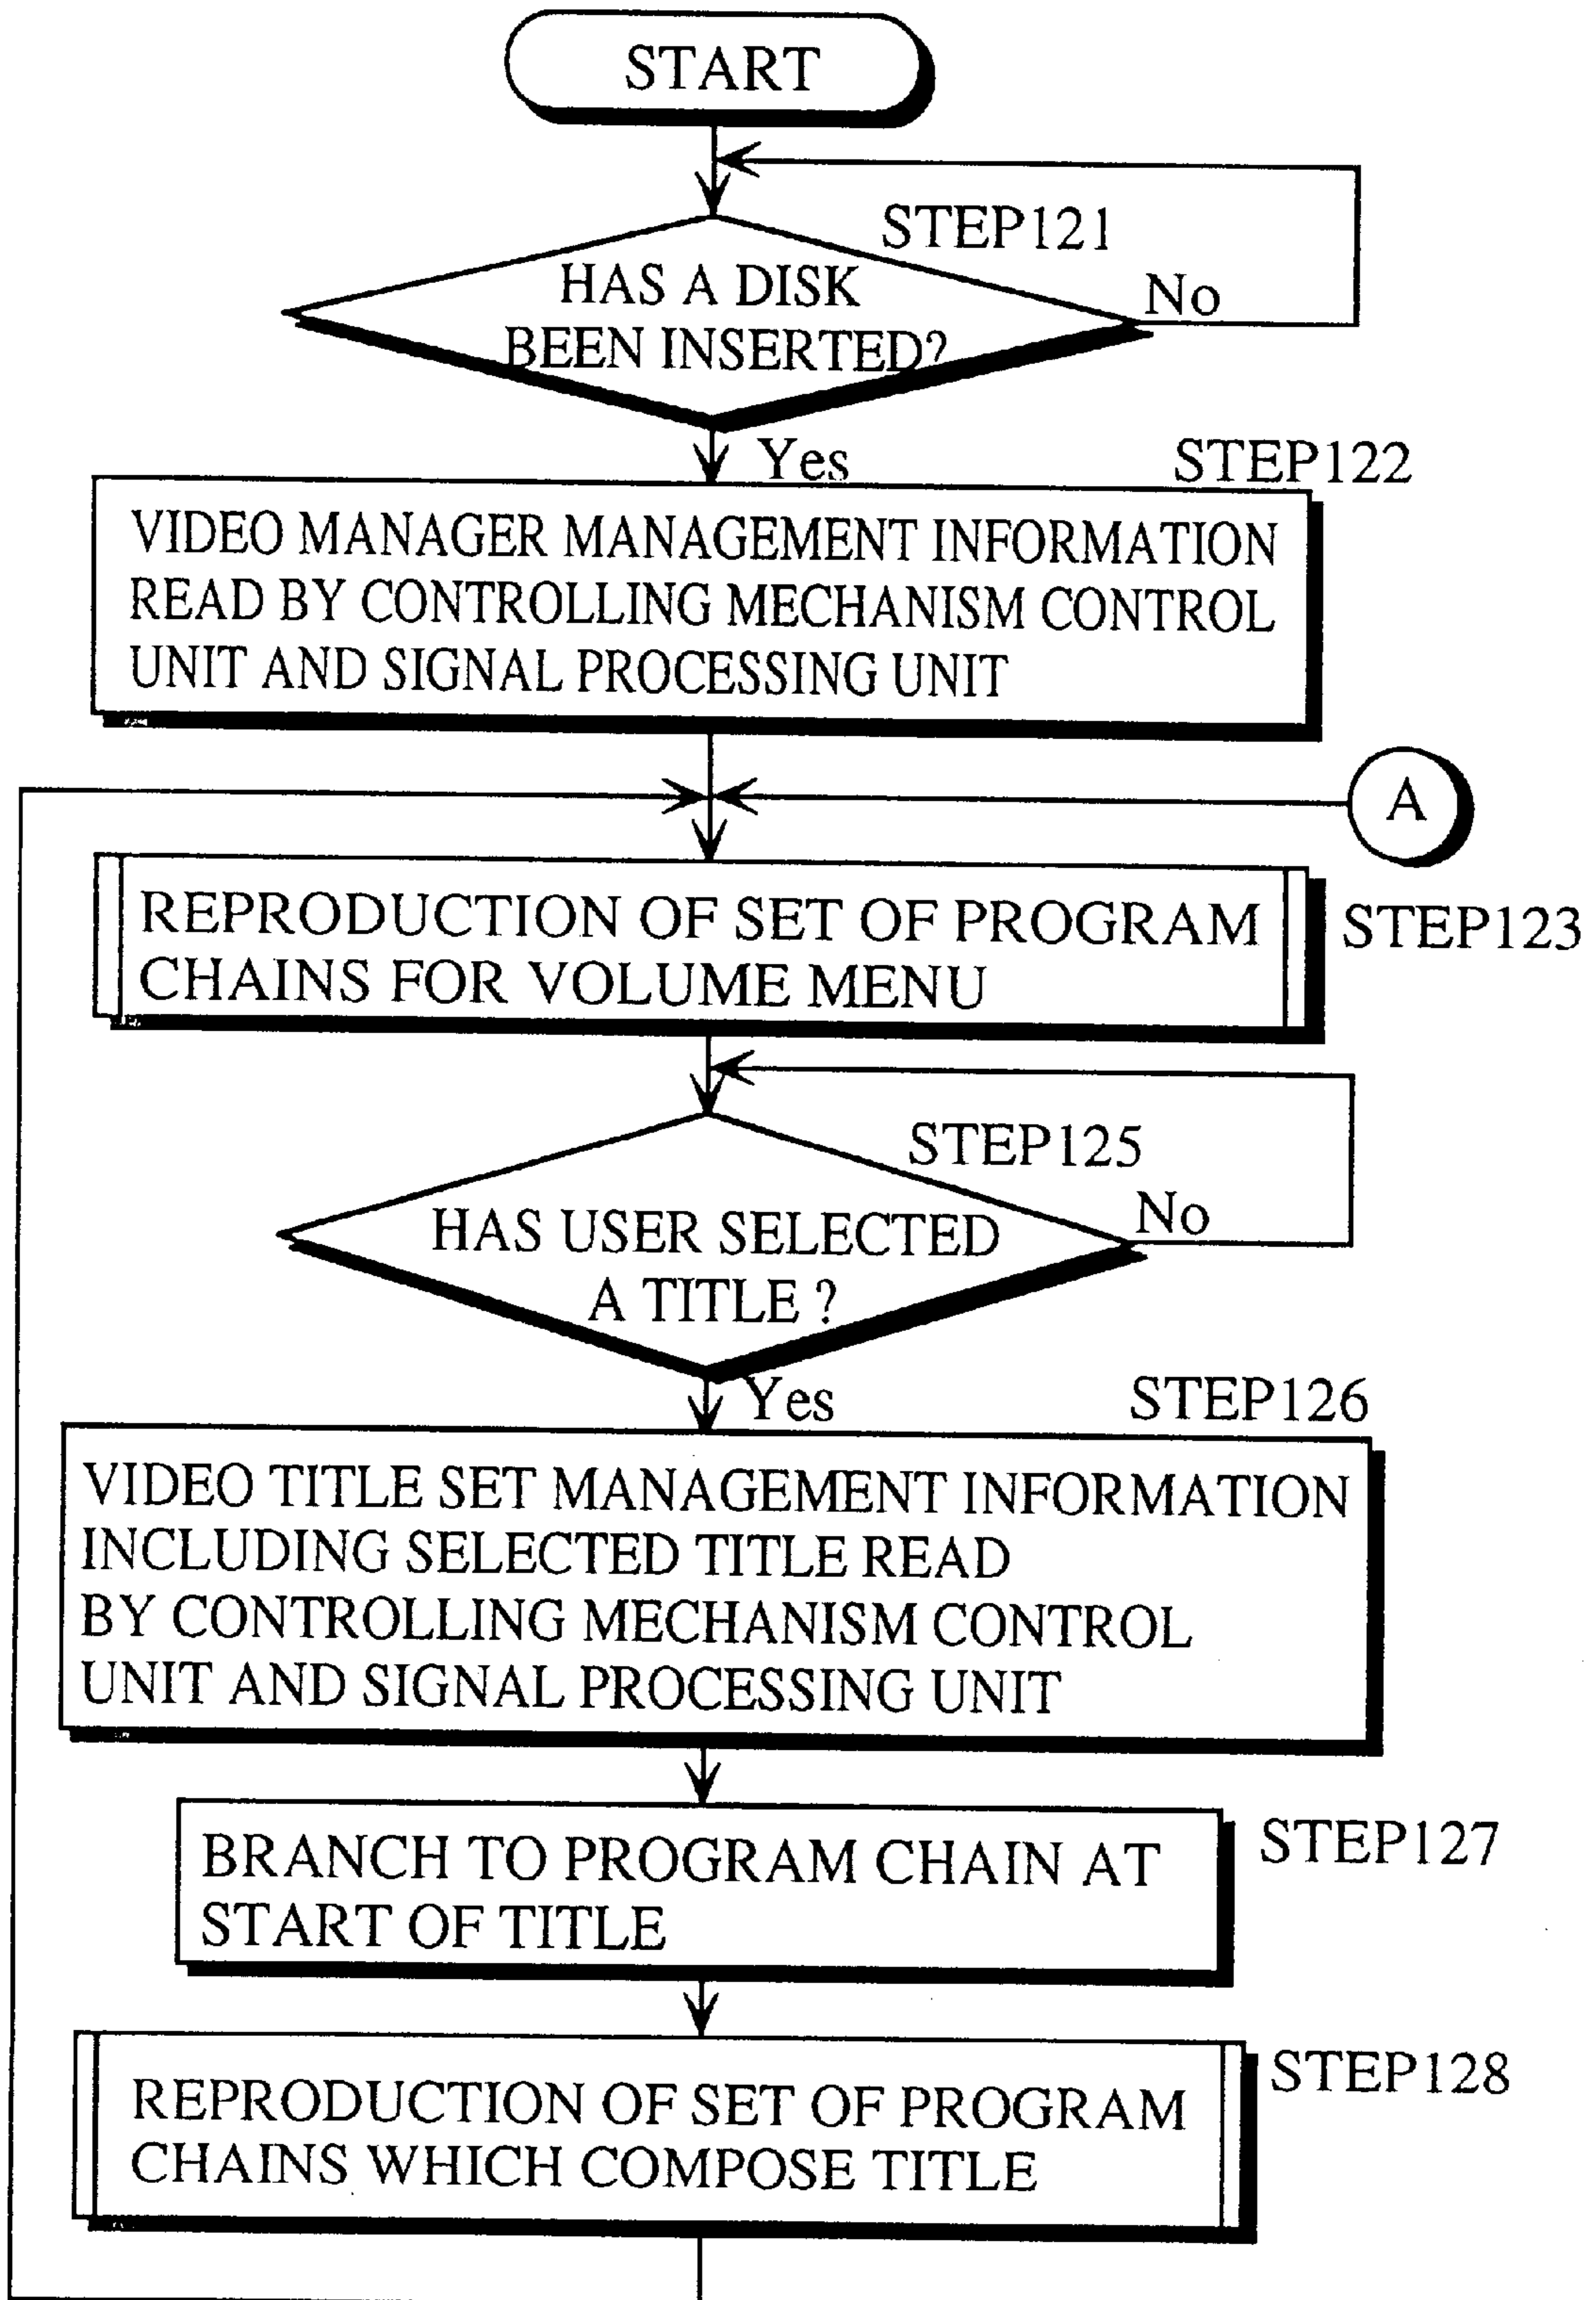 START
STEP121
HAS A DISK
BEEN INSERTED?
No
Yes
STEP122
VIDEO MANAGER MANAGEMENT INFORMATION
READ BY CONTROLLING MECHANISM CONTROL
UNIT AND SIGNAL PROCESSING UNIT
A
REPRODUCTION OF SET OF PROGRAM
CHAINS FOR VOLUME MENU
STEP123
STEP125
HAS USER SELECTED
A TITLE ?
No
Yes
STEP126
VIDEO TITLE SET MANAGEMENT INFORMATION
INCLUDING SELECTED TITLE READ
BY CONTROLLING MECHANISM CONTROL
UNIT AND SIGNAL PROCESSING UNIT
BRANCH TO PROGRAM CHAIN AT
START OF TITLE
STEP127
REPRODUCTION OF SET OF PROGRAM
CHAINS WHICH COMPOSE TITLE
STEP128